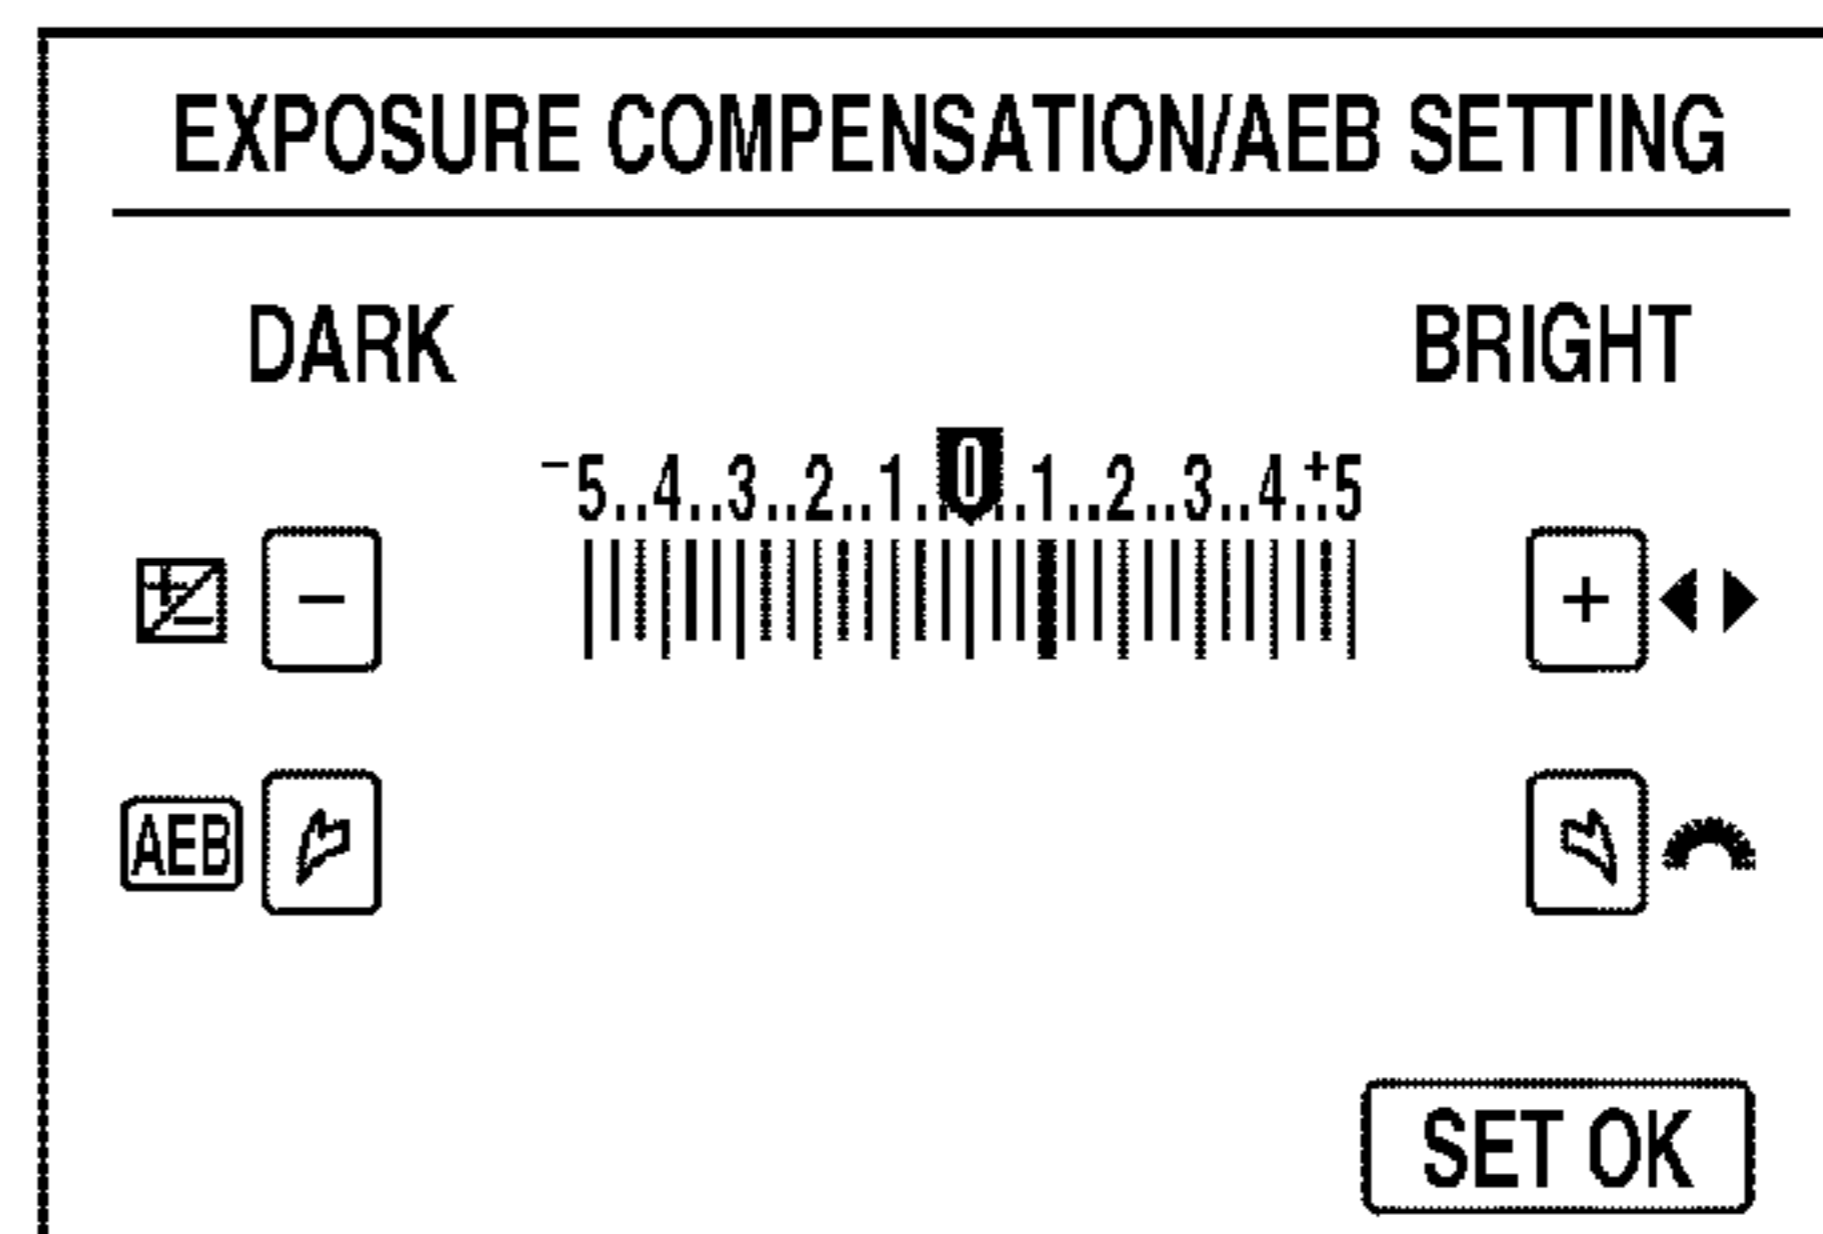 EXPOSURE COMPENSATION/AEB SETTING
DARK BRIGHT
−5..4..3..2..1..0..1..2..3..4..+5
− +
AEB
SET OK